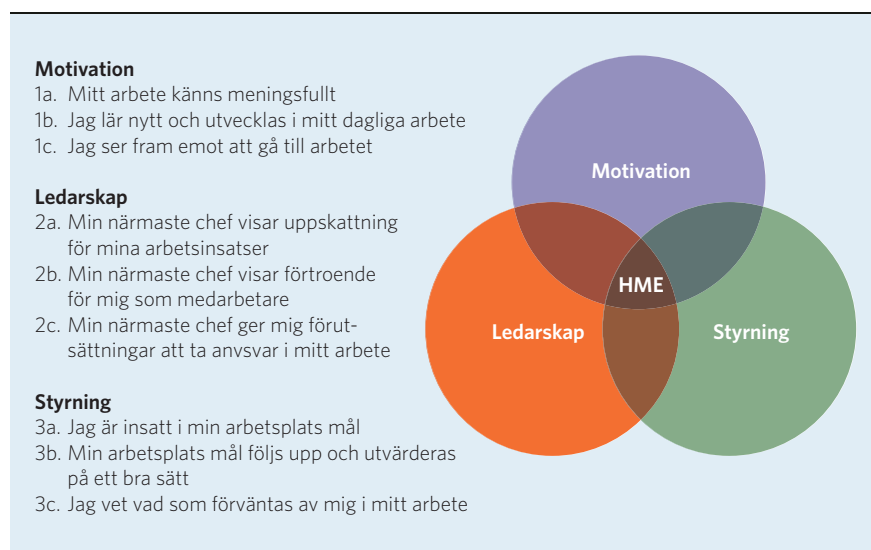 Motivation
1a. Mitt arbete känns meningsfullt
1b. Jag lär nytt och utvecklas i mitt dagliga arbete
1c. Jag ser fram emot att gå till arbetet
Ledarskap
2a. Min närmaste chef visar uppskattning
för mina arbetsinsatser
2b. Min närmaste chef visar förtroende
för mig som medarbetare
2c. Min närmaste chef ger mig förut-
sättningar att ta anvsvar i mitt arbete
Styrning
3a. Jag är insatt i min arbetsplats mål
3b. Min arbetsplats mål följs upp och utvärderas
på ett bra sätt
3c. Jag vet vad som förväntas av mig i mitt arbete
Motivation
HME
Ledarskap
Styrning